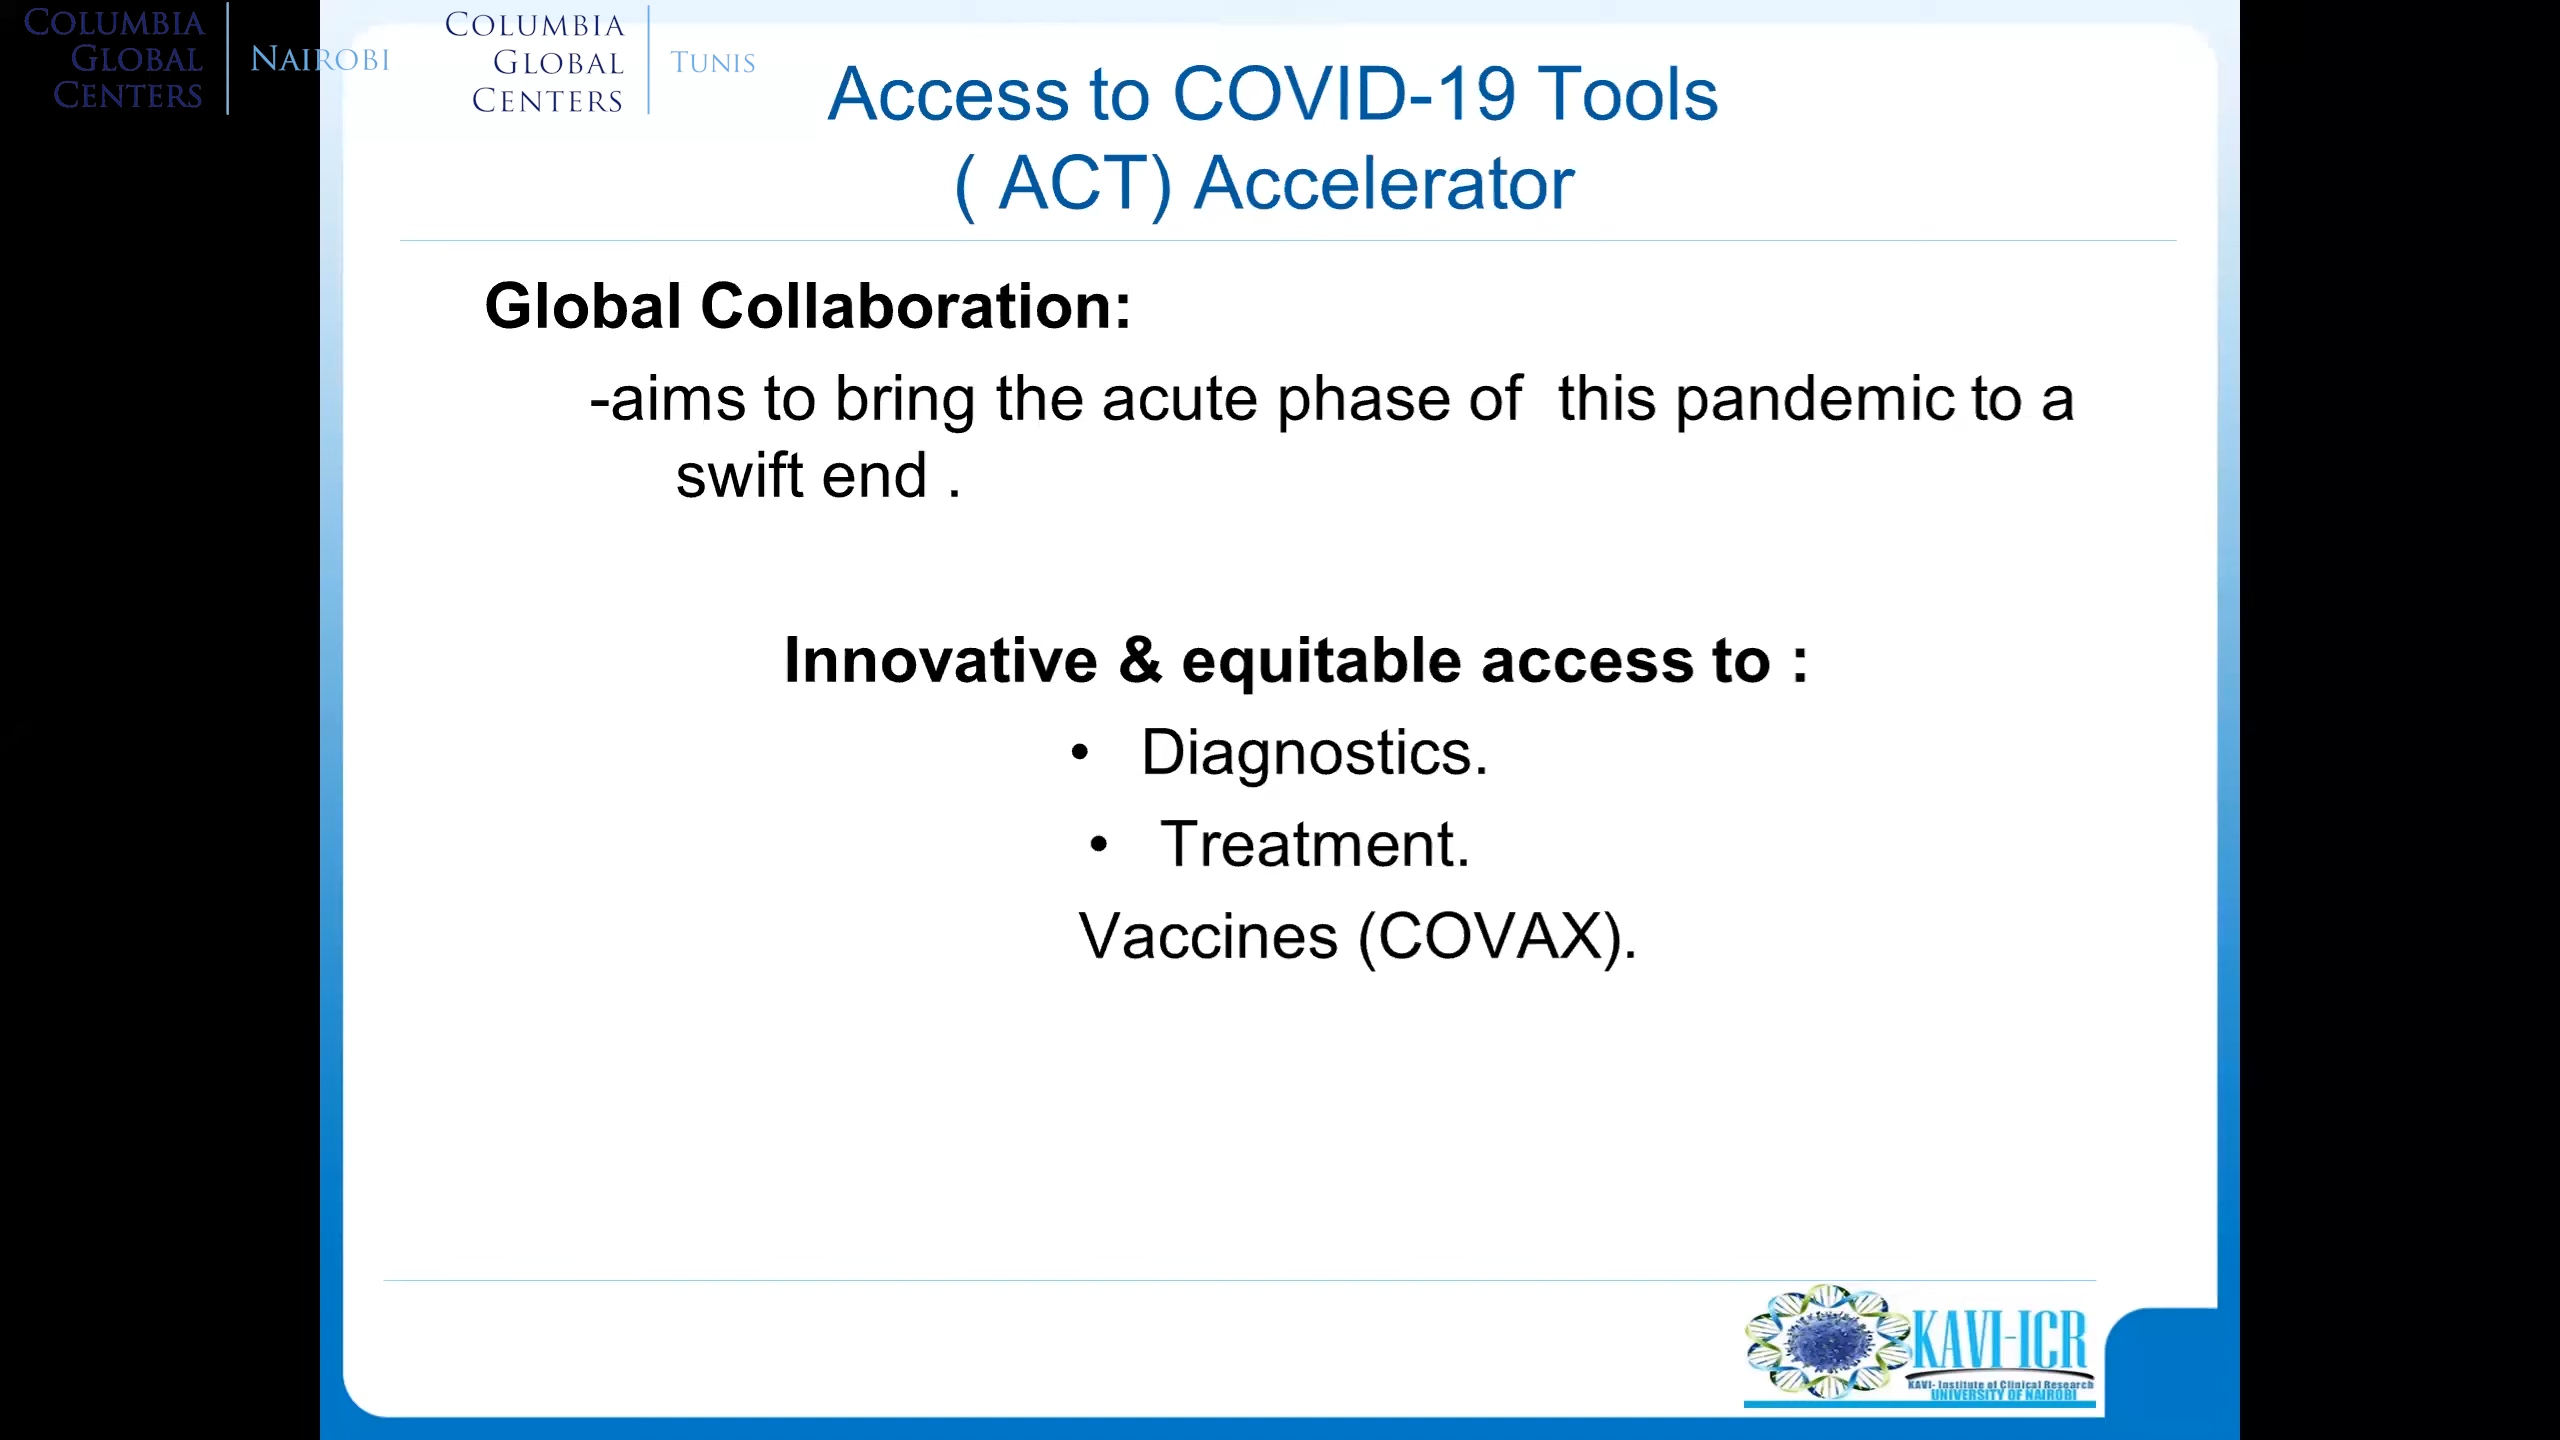 COLUMBIA
GLOBAL
CENTERS
NAIROBI
COLUMBIA
GLOBAL
CENTERS
TUNIS
Access to COVID-19 Tools
( ACT) Accelerator
Global Collaboration:
-aims to bring the acute phase of  this pandemic to a
swift end .
Innovative & equitable access to :
• Diagnostics.
• Treatment.
Vaccines (COVAX).
KAVI-ICR
KAVI- Institute of Clinical Research
UNIVERSITY OF NAIROBI